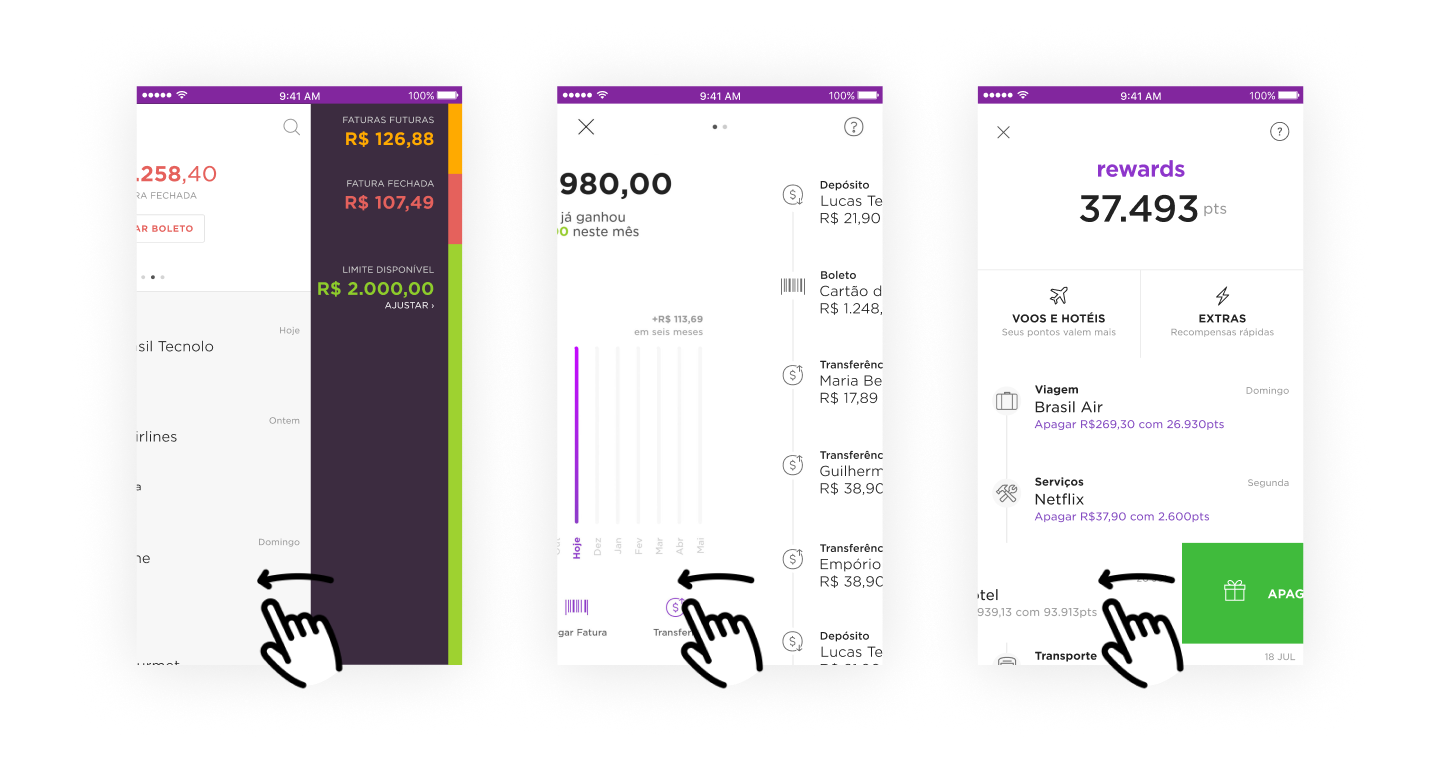 9:41 AM
100%
FATURAS FUTURAS
R$ 126,88
.258,40
RA FECHADA
FATURA FECHADA
R$ 107,49
AR BOLETO
LIMITE DISPONÍVEL
R$ 2.000,00
AJUSTAR ›
Hoje
sil Tecnolo
Ontem
irlines
a
Domingo
ne
9:41 AM
100%
?
980,00
já ganhou
00 neste mês
+R$ 113,69
em seis meses
Hoje
Dez
Jan
Fev
Mar
Abr
Mai
gar Fatura
Transfer
Depósito
Lucas Te
R$ 21,90
Boleto
Cartão d
R$ 1.248,
Transferênc
Maria Be
R$ 17,89
Transferênc
Guilherm
R$ 38,90
Transferênc
Empório
R$ 38,90
Depósito
Lucas Te
9:41 AM
100%
?
rewards
37.493 pts
VOOS E HOTÉIS
Seus pontos valem mais
EXTRAS
Recompensas rápidas
Viagem
Domingo
Brasil Air
Apagar R$269,30 com 26.930pts
Serviços
Segunda
Netflix
Apagar R$37,90 com 2.600pts
otel
939,13 com 93.913pts
APAG
Transporte
18 JUL